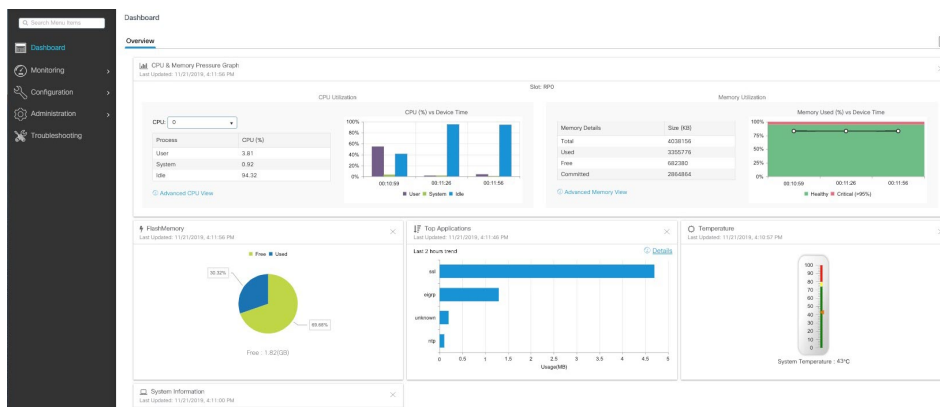 Search Menu Items
Dashboard
Monitoring
Configuration
Administration
Troubleshooting
Dashboard
Overview
CPU & Memory Pressure Graph
Last Updated: 11/21/2019, 4:11:56 PM
Slot: RP0
CPU Utilization
CPU: 0
Process CPU (%)
User 3.81
System 0.92
Idle 94.32
Advanced CPU View
CPU (%) vs Device Time
100%
80%
60%
40%
20%
0%
00:10:59 00:11:26 00:11:56
User System Idle
Memory Utilization
Memory Details Size (KB)
Total 4038156
Used 3355776
Free 682380
Committed 2864864
Advanced Memory View
Memory Used (%) vs Device Time
100%
75%
50%
25%
0%
00:10:59 00:11:26 00:11:56
Healthy Critical (>95%)
FlashMemory
Last Updated: 11/21/2019, 4:11:56 PM
Free Used
30.32%
69.68%
Free : 1.82(GB)
Top Applications
Last Updated: 11/21/2019, 4:11:46 PM
Last 2 hours trend
Details
ssl
eigrp
unknown
ntp
0 0.5 1 1.5 2 2.5 3 3.5 4 4.5 5
Usage(MB)
Temperature
Last Updated: 11/21/2019, 4:10:57 PM
100
90
80
70
60
50
40
30
20
10
0
System Temperature : 43°C
System Information
Last Updated: 11/21/2019, 4:11:00 PM